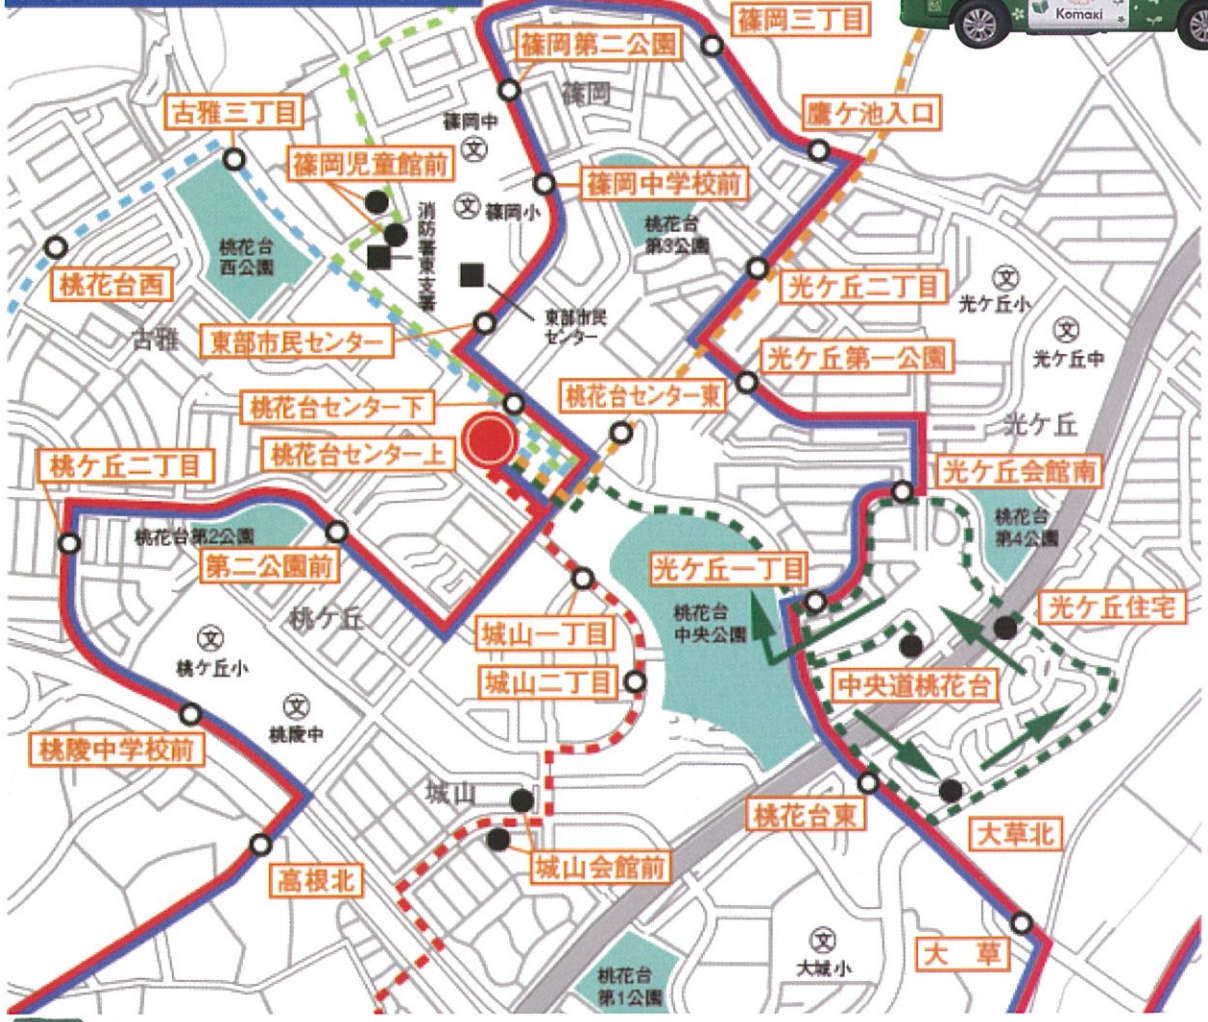 Komaki
篠岡三丁目
篠岡第二公園
篠岡
鷹ケ池入口
古雅三丁目
篠岡中
文
篠岡児童館前
篠岡中学校前
文
篠岡小
消防署東支署
桃花台
第3公園
桃花台
西公園
桃花台西
光ケ丘二丁目
文
光ケ丘小
東部市民
センター
文
光ケ丘中
古雅
東部市民センター
光ケ丘第一公園
桃花台センター東
桃花台センター下
光ケ丘
桃花台センター上
桃ケ丘二丁目
光ケ丘会館南
桃花台
第4公園
桃花台第2公園
第二公園前
光ケ丘一丁目
桃ケ丘
城山一丁目
桃花台
中央公園
光ケ丘住宅
文
桃ケ丘小
城山二丁目
中央道桃花台
文
桃陵中
桃陵中学校前
城山
桃花台東
大草北
城山会館前
高根北
文
大城小
大 草
桃花台
第1公園